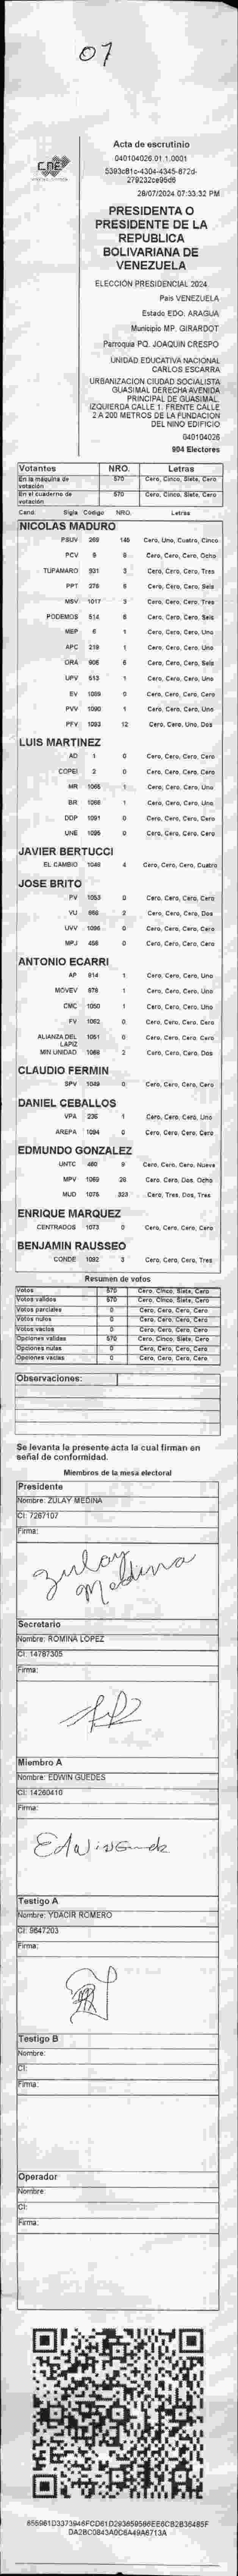 07
CNE
Acta de escrutinio
040104026.01.1.0001
5393c81c-4304-4345-872d-
279232ce96d6
28/07/2024 07:33:32 PM
PRESIDENTA O
PRESIDENTE DE LA
REPUBLICA
BOLIVARIANA DE
VENEZUELA
ELECCIÓN PRESIDENCIAL 2024
Pais VENEZUELA
Estado EDO. ARAGUA
Municipio MP. GIRARDOT
Parroquia PQ. JOAQUIN CRESPO
UNIDAD EDUCATIVA NACIONAL
CARLOS ESCARRA
URBANIZACION CIUDAD SOCIALISTA
GUASIMAL DERECHA AVENIDA
PRINCIPAL DE GUASIMAL.
IZQUIERDA CALLE 1. FRENTE CALLE
2 A 200 METROS DE LA FUNDACION
DEL NINO EDIFICIO
040104026
904 Electores
Votantes NRO. Letras
En la máquina de votación 570 Cero, Cinco, Siete, Cero
En el cuaderno de votación 570 Cero, Cinco, Siete, Cero
Cand: Sigla Codigo NRO. Letras
NICOLAS MADURO
PSUV 269 145 Cero, Uno, Cuatro, Cinco
PCV 8 Cero, Cero, Cero, Ocho
TUPAMARO 931 3 Cero, Cero, Cero, Tres
PPT 276 6 Cero, Cero, Cero, Seis
MSV 1017 3 Cero, Cero, Cero, Tres
PODEMOS 514 6 Cero, Cero, Cero, Seis
MEP 6 1 Cero, Cero, Cero, Uno
APC 219 1 Cero, Cero, Cero, Uno
ORA 906 6 Cero, Cero, Cero, Seis
UPV 513 1 Cero, Cero, Cero, Uno
EV 1089 0 Cero, Cero, Cero, Cero
PVV 1090 1 Cero, Cero, Cero, Uno
PFV 1093 12 Cero, Cero, Uno, Dos
LUIS MARTINEZ
AD 1 0 Cero, Cero, Cero, Cero
COPEI 2 0 Cero, Cero, Cero, Cero
MR 1065 1 Cero, Cero, Cero, Uno
BR 1068 1 Cero, Cero, Cero, Uno
DDP 1091 0 Cero, Cero, Cero, Cero
UNE 1095 0 Cero, Cero, Cero, Cero
JAVIER BERTUCCI
EL CAMBIO 1048 4 Cero, Cero, Cero, Cuatro
JOSE BRITO
PV 1053 0 Cero, Cero, Cero, Cero
VU 868 2 Cero, Cero, Cero, Dos
UVV 1096 0 Cero, Cero, Cero, Cero
MPJ 456 0 Cero, Cero, Cero, Cero
ANTONIO ECARRI
AP 914 1 Cero, Cero, Cero, Uno
MOVEV 978 1 Cero, Cero, Cero, Uno
CMC 1050 1 Cero, Cero, Cero, Uno
FV 1062 0 Cero, Cero, Cero, Cero
ALIANZA DEL LAPIZ 1051 0 Cero, Cero, Cero, Cero
MIN UNIDAD 1068 2 Cero, Cero, Cero, Dos
CLAUDIO FERMIN
SPV 1049 0 Cero, Cero, Cero, Cero
DANIEL CEBALLOS
VPA 236 1 Cero, Cero, Cero, Uno
AREPA 1094 0 Cero, Cero, Cero, Cero
EDMUNDO GONZALEZ
UNTC 480 9 Cero, Cero, Cero, Nueve
MPV 1069 28 Cero, Cero, Dos, Ocho
MUD 1075 323 Cero, Tres, Dos, Tres
ENRIQUE MARQUEZ
CENTRADOS 1073 0 Cero, Cero, Cero, Cero
BENJAMIN RAUSSEO
CONDE 1092 3 Cero, Cero, Cero, Tres
Resumen de votos
Votos 570 Cero, Cinco, Siete, Cero
Votos validos 570 Cero, Cinco, Siete, Cero
Votos parciales 0 Cero, Cero, Cero, Cero
Votos nulos 0 Cero, Cero, Cero, Cero
Votos vacios 0 Cero, Cero, Cero, Cero
Opciones validas 570 Cero, Cinco, Siete, Cero
Opciones nulas 0 Cero, Cero, Cero, Cero
Opciones vacias 0 Cero, Cero, Cero, Cero
Observaciones:
Se levanta la presente acta la cual firman en
señal de conformidad.
Miembros de la mesa electoral
Presidente
Nombre: ZULAY MEDINA
CI: 7267107
Firma:
Zulay
Medina
Secretario
Nombre: ROMINA LOPEZ
CI: 14787305
Firma:
Miembro A
Nombre: EDWIN GUEDES
CI: 14260410
Firma:
Testigo A
Nombre: YDACIR ROMERO
CI: 9647203
Firma:
Testigo B
Nombre:
CI:
Firma:
Operador
Nombre:
CI:
Firma: